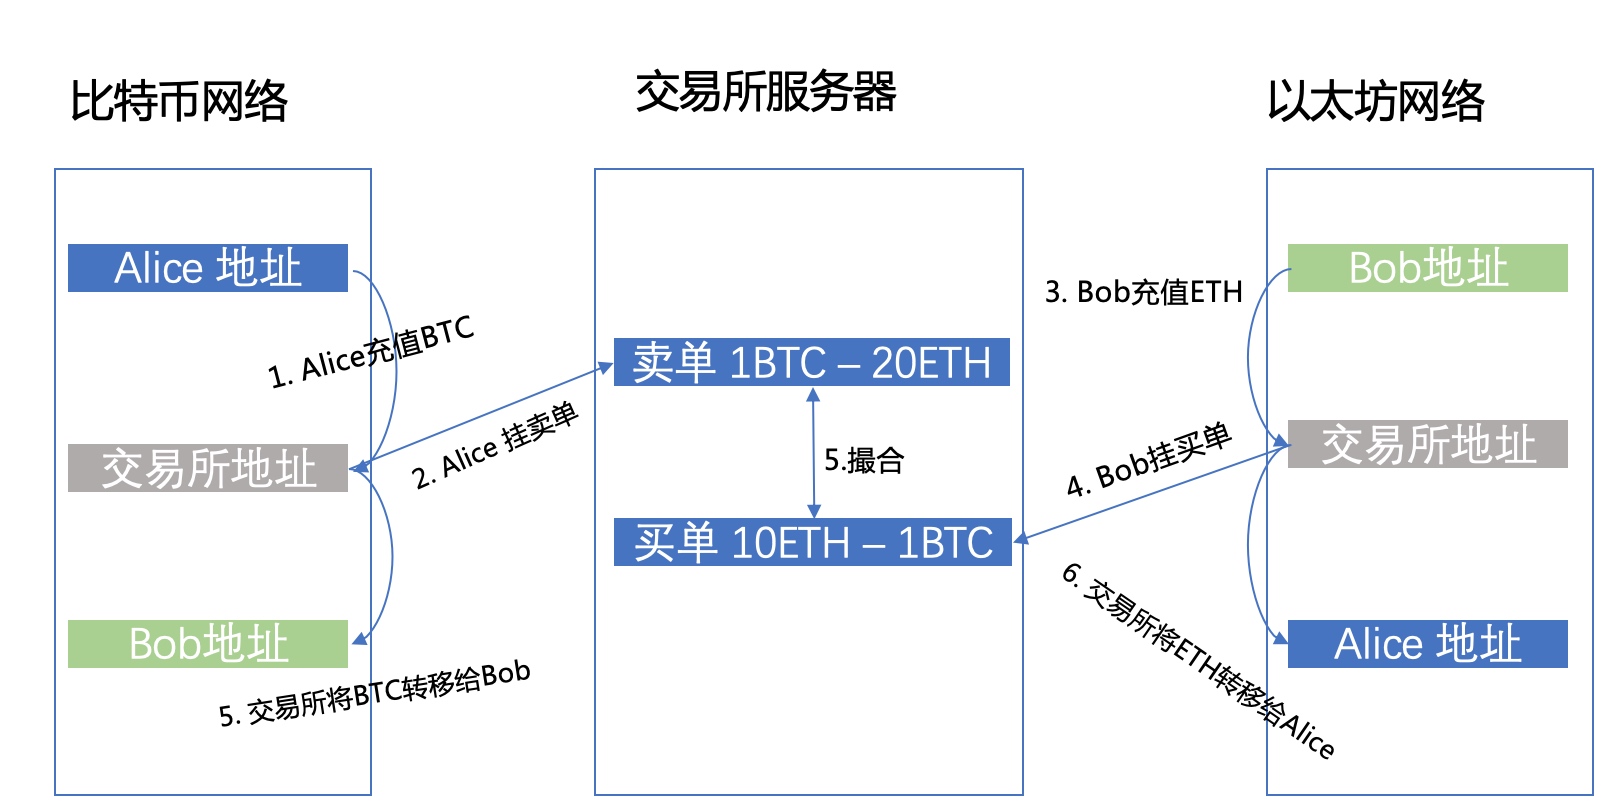 比特币网络
交易所服务器
以太坊网络
Alice 地址
1. Alice充值BTC
交易所地址
2. Alice 挂卖单
Bob地址
5. 交易所将BTC转移给Bob
卖单 1BTC – 20ETH
5.撮合
买单 10ETH – 1BTC
3. Bob充值ETH
Bob地址
4. Bob挂买单
交易所地址
6. 交易所将ETH转移给Alice
Alice 地址